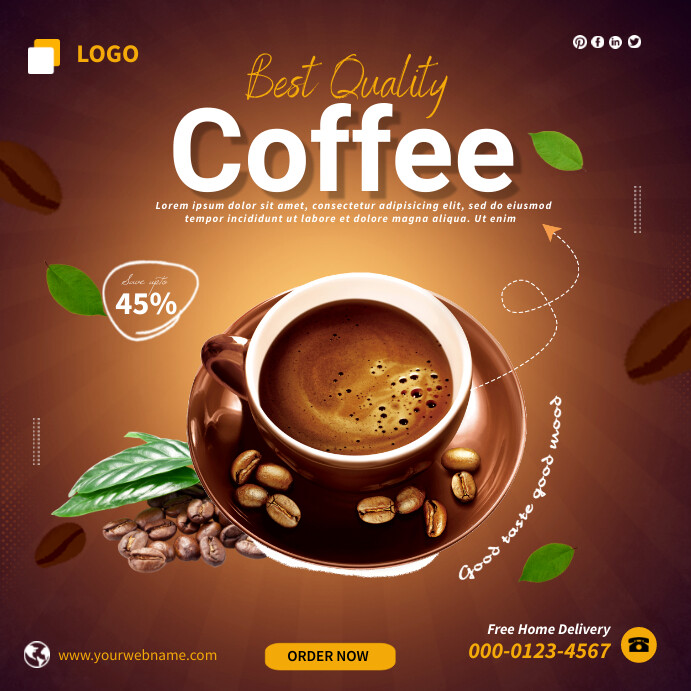 LOGO
Best Quality
Coffee
Lorem ipsum dolor sit amet, consectetur adipisicing elit, sed do eiusmod
tempor incididunt ut labore et dolore magna aliqua. Ut enim
Save upto
45%
Good taste good mood
Free Home Delivery
000-0123-4567
www.yourwebname.com
ORDER NOW